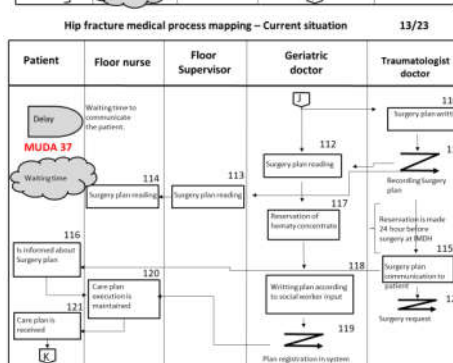 Hip fracture medical process mapping – Current situation 13/23
Patient
Floor nurse
Floor
Supervisor
Geriatric
doctor
Traumatologist
doctor
J
Delay
Waiting time to
communicate
the patient.
MUDA 37
Waiting time
114
Surgery plan reading
113
Surgery plan reading
112
Surgery plan reading
Surgery plan
Recording Surgery
plan
117
Reservation of
hematy concentrate
Reservation is made
24 hour before
surgery at IMDH
115
Surgery plan
communication to
patient
116
Is informed about
Surgery plan
118
Writting plan according
to social worker input
120
Care plan
execution is
maintained
121
Care plan is
received
119
Plan registration in system
Surgery request
K